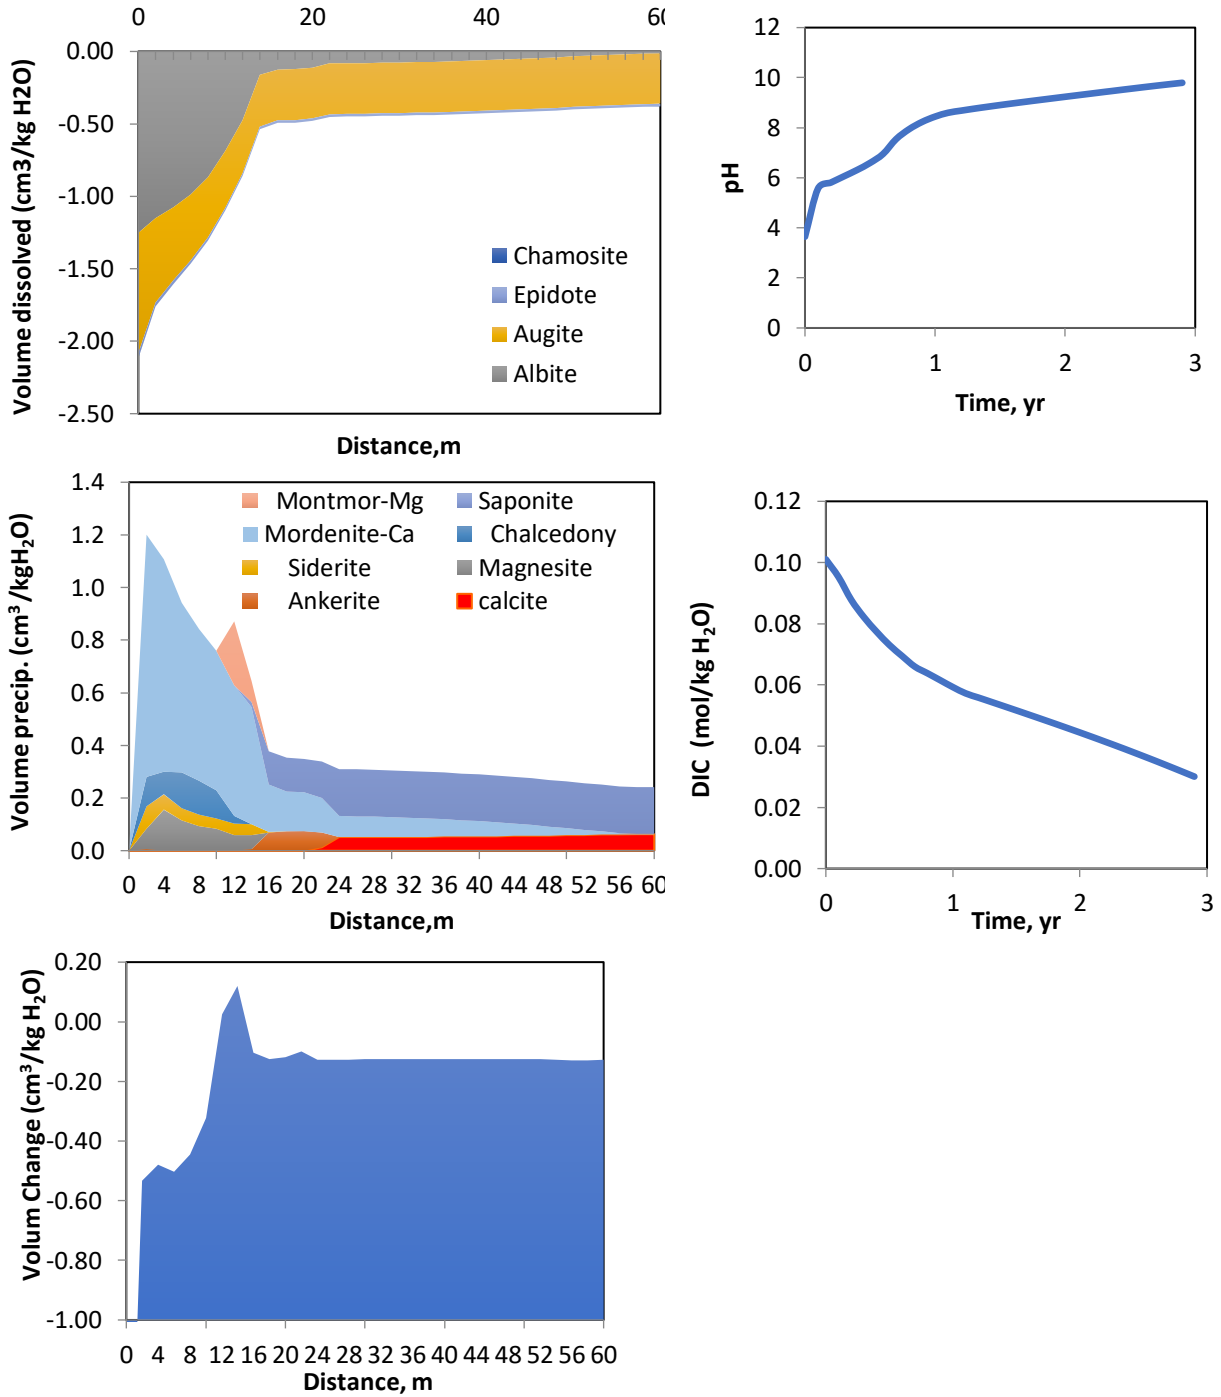 0 20 40 60
Volume dissolved (cm3/kg H2O)
0.00
-0.50
-1.00
-1.50
-2.00
-2.50
Chamosite
Epidote
Augite
Albite
Distance,m
pH
12
10
8
6
4
2
0
0 1 2 3
Time, yr
Volume precip. (cm³ /kgH₂O)
1.4
1.2
1.0
0.8
0.6
0.4
0.2
0.0
Montmor-Mg Saponite
Mordenite-Ca Chalcedony
Siderite Magnesite
Ankerite calcite
0 4 8 12 16 20 24 28 32 36 40 44 48 52 56 60
Distance,m
DIC (mol/kg H₂O)
0.12
0.10
0.08
0.06
0.04
0.02
0.00
0 1 2 3
Time, yr
Volum Change (cm³/kg H₂O)
0.20
0.00
-0.20
-0.40
-0.60
-0.80
-1.00
0 4 8 12 16 20 24 28 32 36 40 44 48 52 56 60
Distance, m